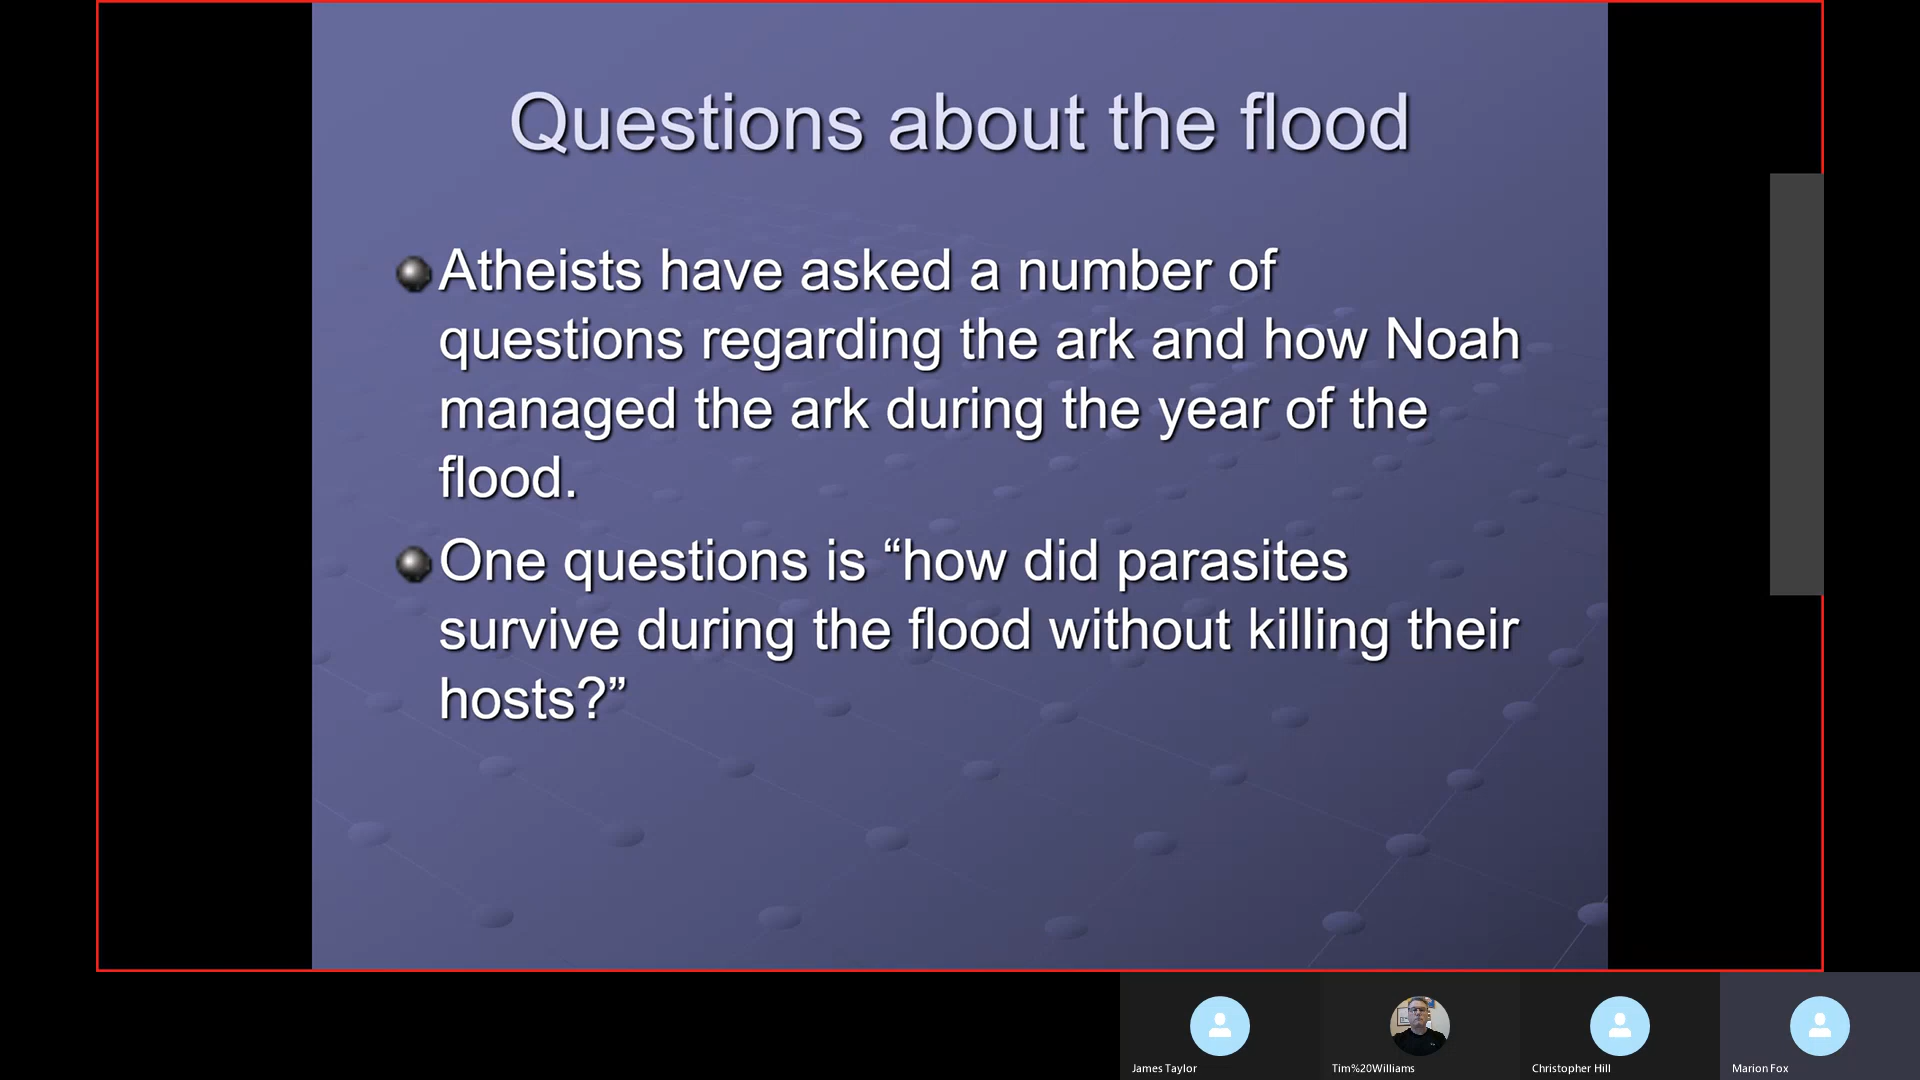 Questions about the flood
Atheists have asked a number of
questions regarding the ark and how Noah
managed the ark during the year of the
flood.
One questions is “how did parasites
survive during the flood without killing their
hosts?”
James Taylor
Tim%20Williams
Christopher Hill
Marion Fox